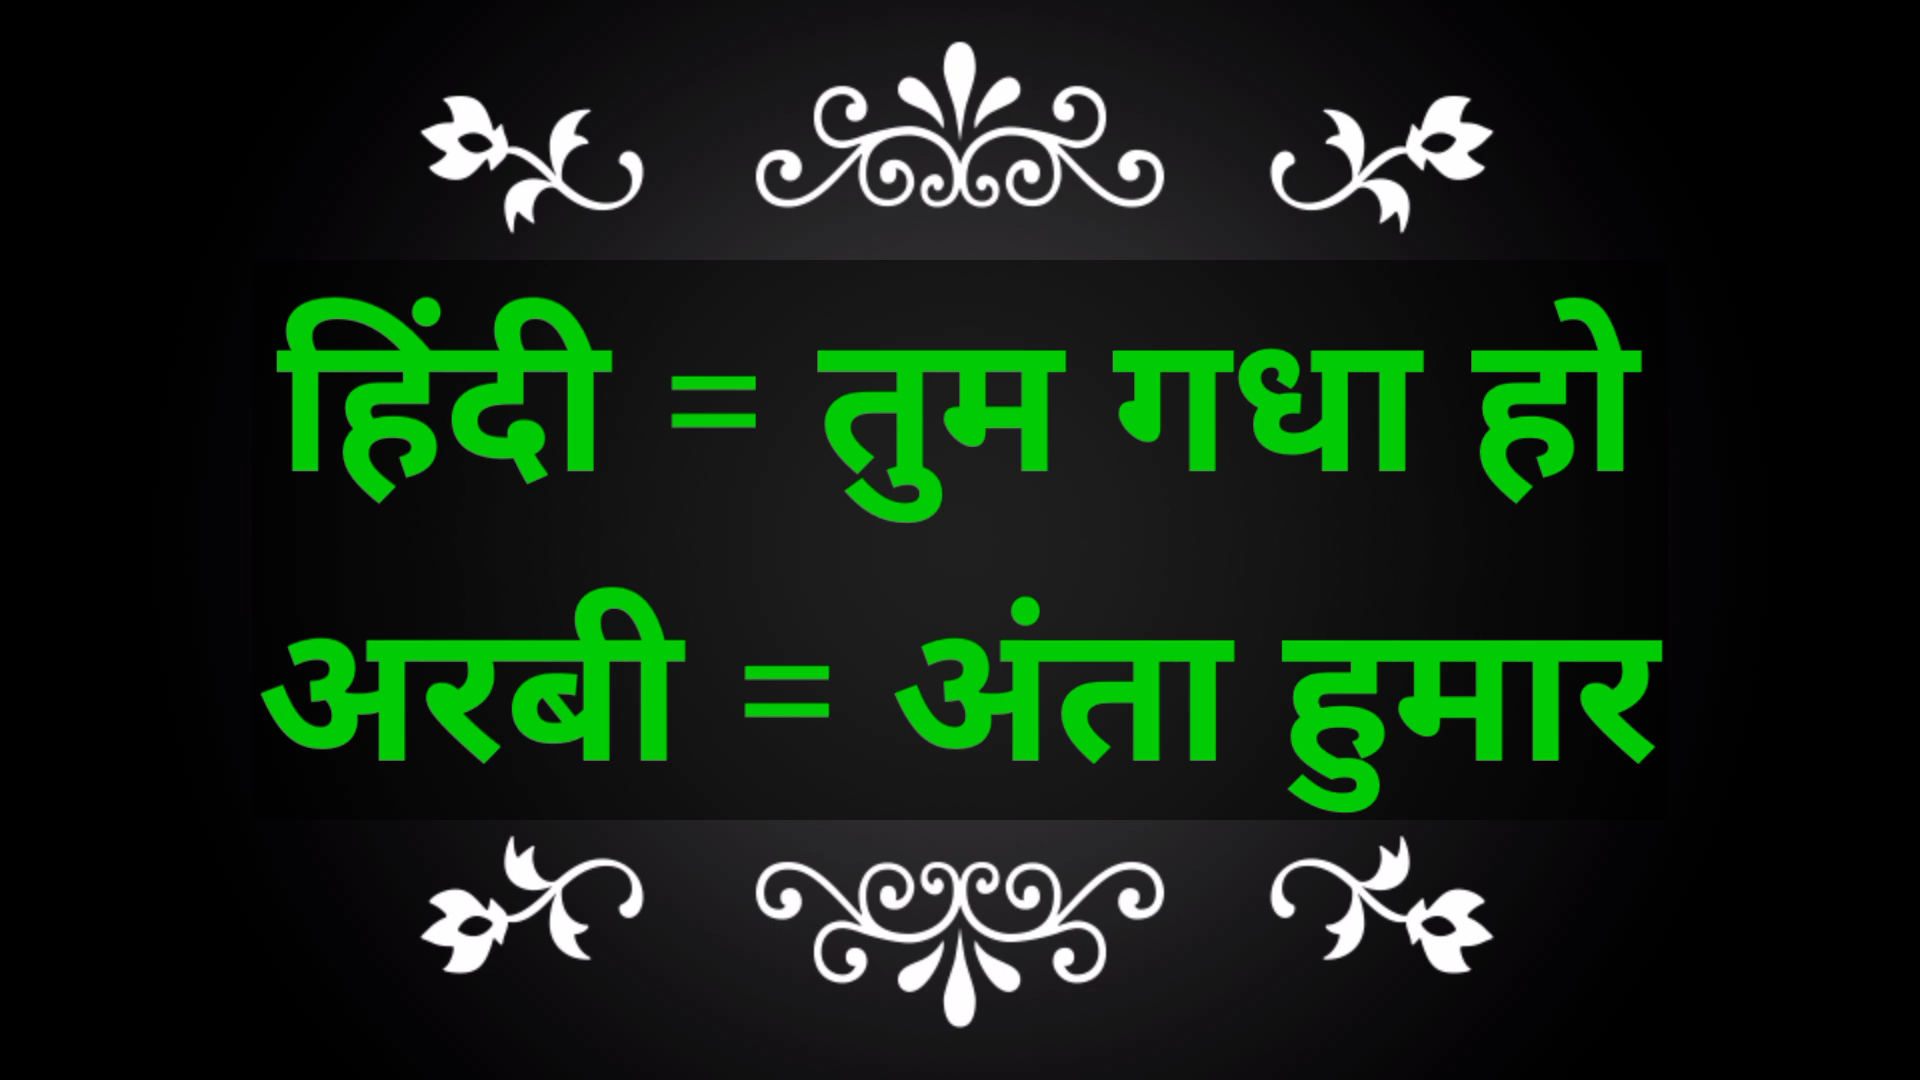 हिंदी = तुम गधा हो
अरबी = अंता हुमार